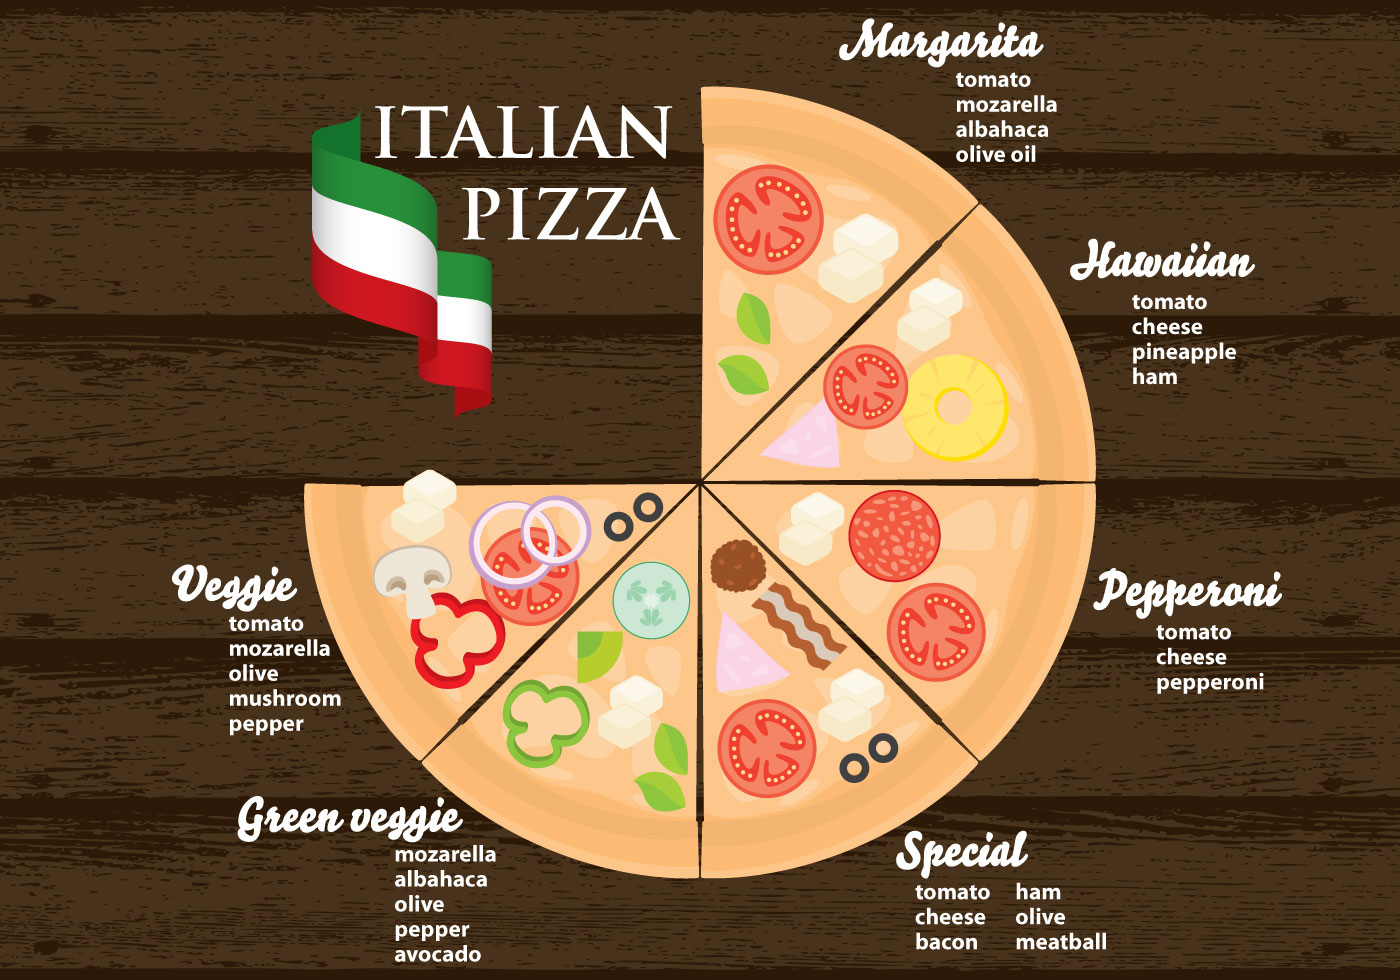 ITALIAN
PIZZA
Margarita
tomato
mozarella
albahaca
olive oil
Hawaiian
tomato
cheese
pineapple
ham
Pepperoni
tomato
cheese
pepperoni
Special
tomato ham
cheese olive
bacon meatball
Green veggie
mozarella
albahaca
olive
pepper
avocado
Veggie
tomato
mozarella
olive
mushroom
pepper